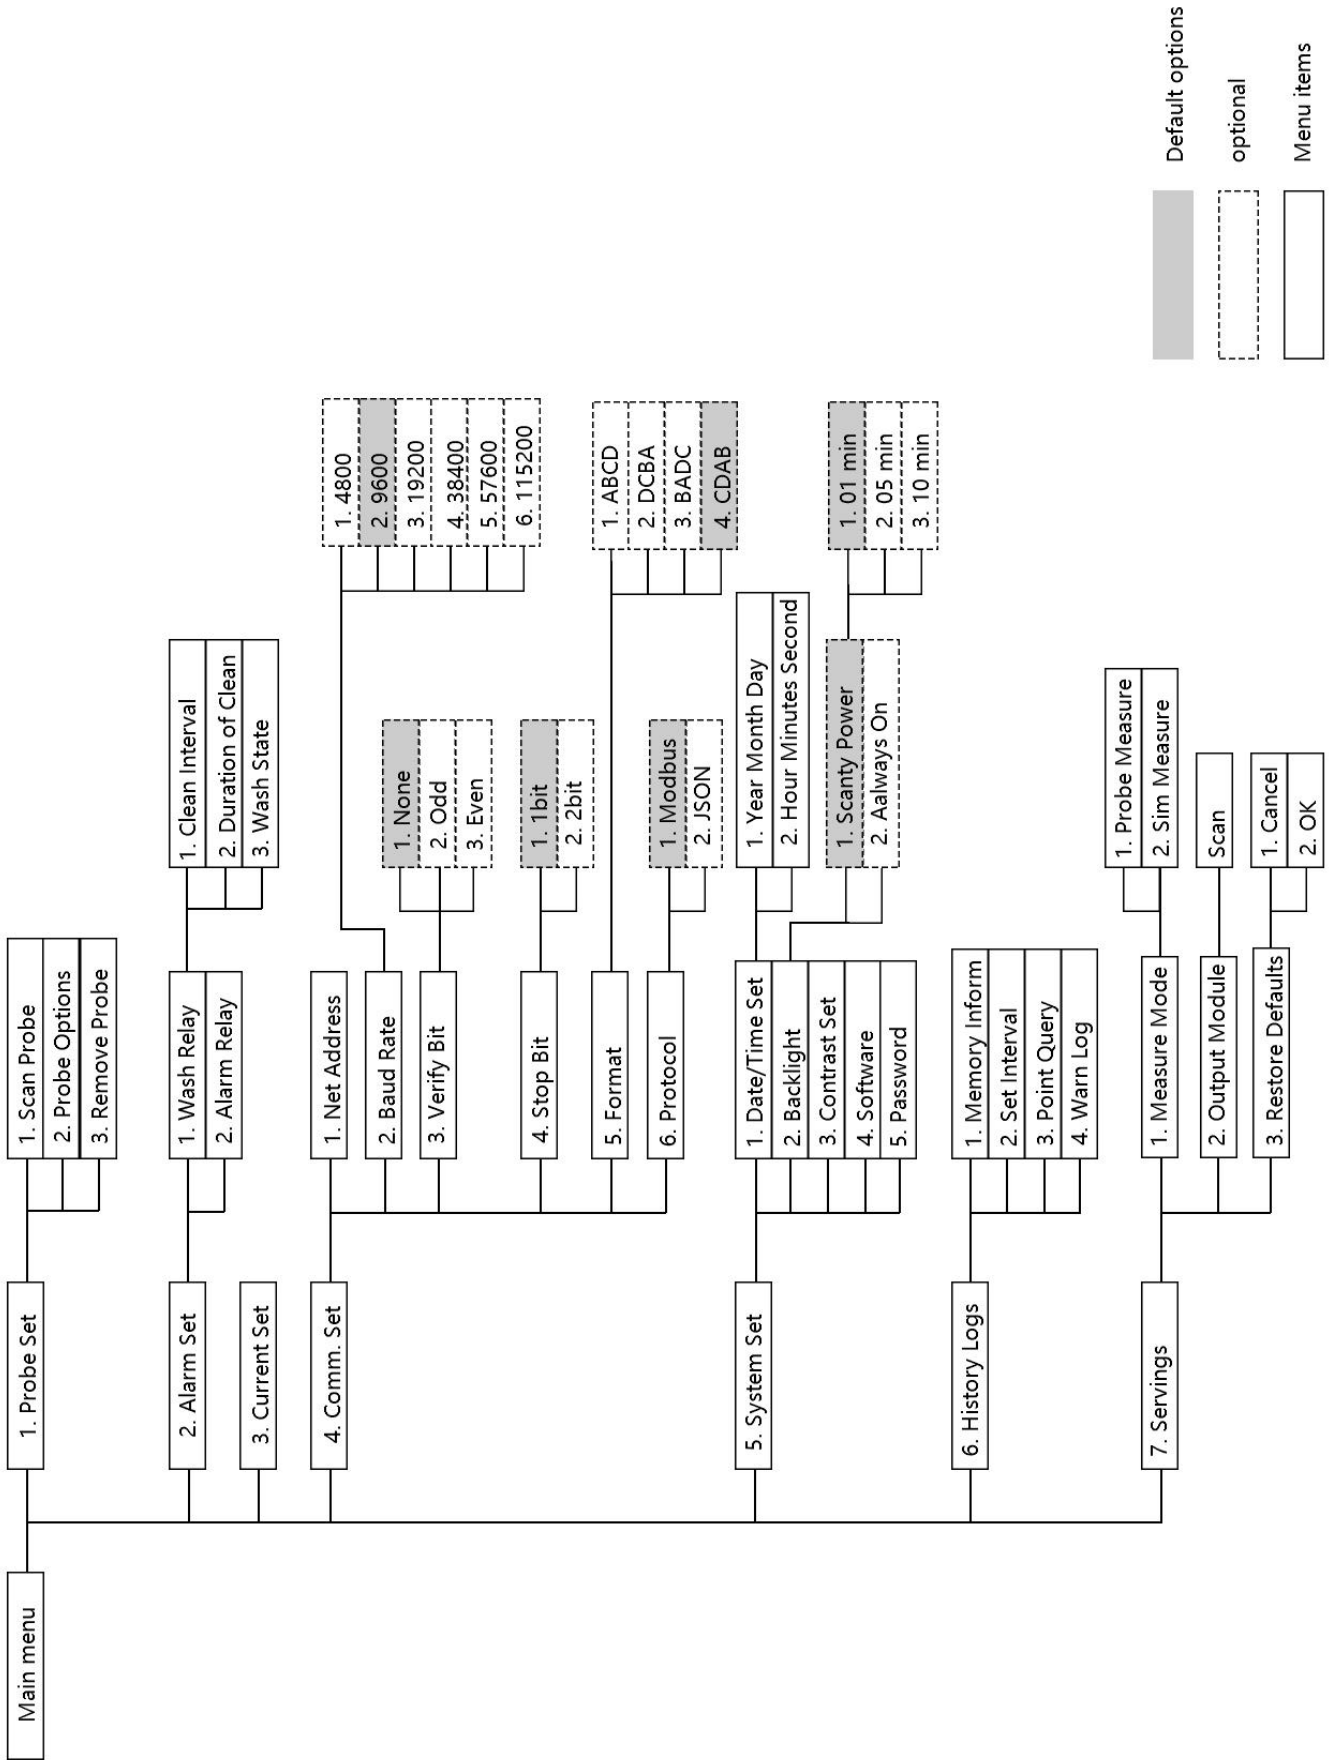 Main menu
1. Probe Set
1. Scan Probe
2. Probe Options
3. Remove Probe
2. Alarm Set
1. Wash Relay
1. Clean Interval
2. Duration of Clean
3. Wash State
2. Alarm Relay
3. Current Set
4. Comm. Set
1. Net Address
2. Baud Rate
1. 4800
2. 9600
3. 19200
4. 38400
5. 57600
6. 115200
3. Verify Bit
1. None
2. Odd
3. Even
4. Stop Bit
1. 1bit
2. 2bit
5. Format
1. ABCD
2. DCBA
3. BADC
4. CDAB
6. Protocol
1. Modbus
2. JSON
5. System Set
1. Date/Time Set
1. Year Month Day
2. Hour Minutes Second
2. Backlight
1. Scanty Power
1. 01 min
2. 05 min
3. 10 min
2. Aalways On
3. Contrast Set
4. Software
5. Password
6. History Logs
1. Memory Inform
2. Set Interval
3. Point Query
4. Warn Log
7. Servings
1. Measure Mode
1. Probe Measure
2. Sim Measure
2. Output Module
Scan
3. Restore Defaults
1. Cancel
2. OK
Default options
optional
Menu items